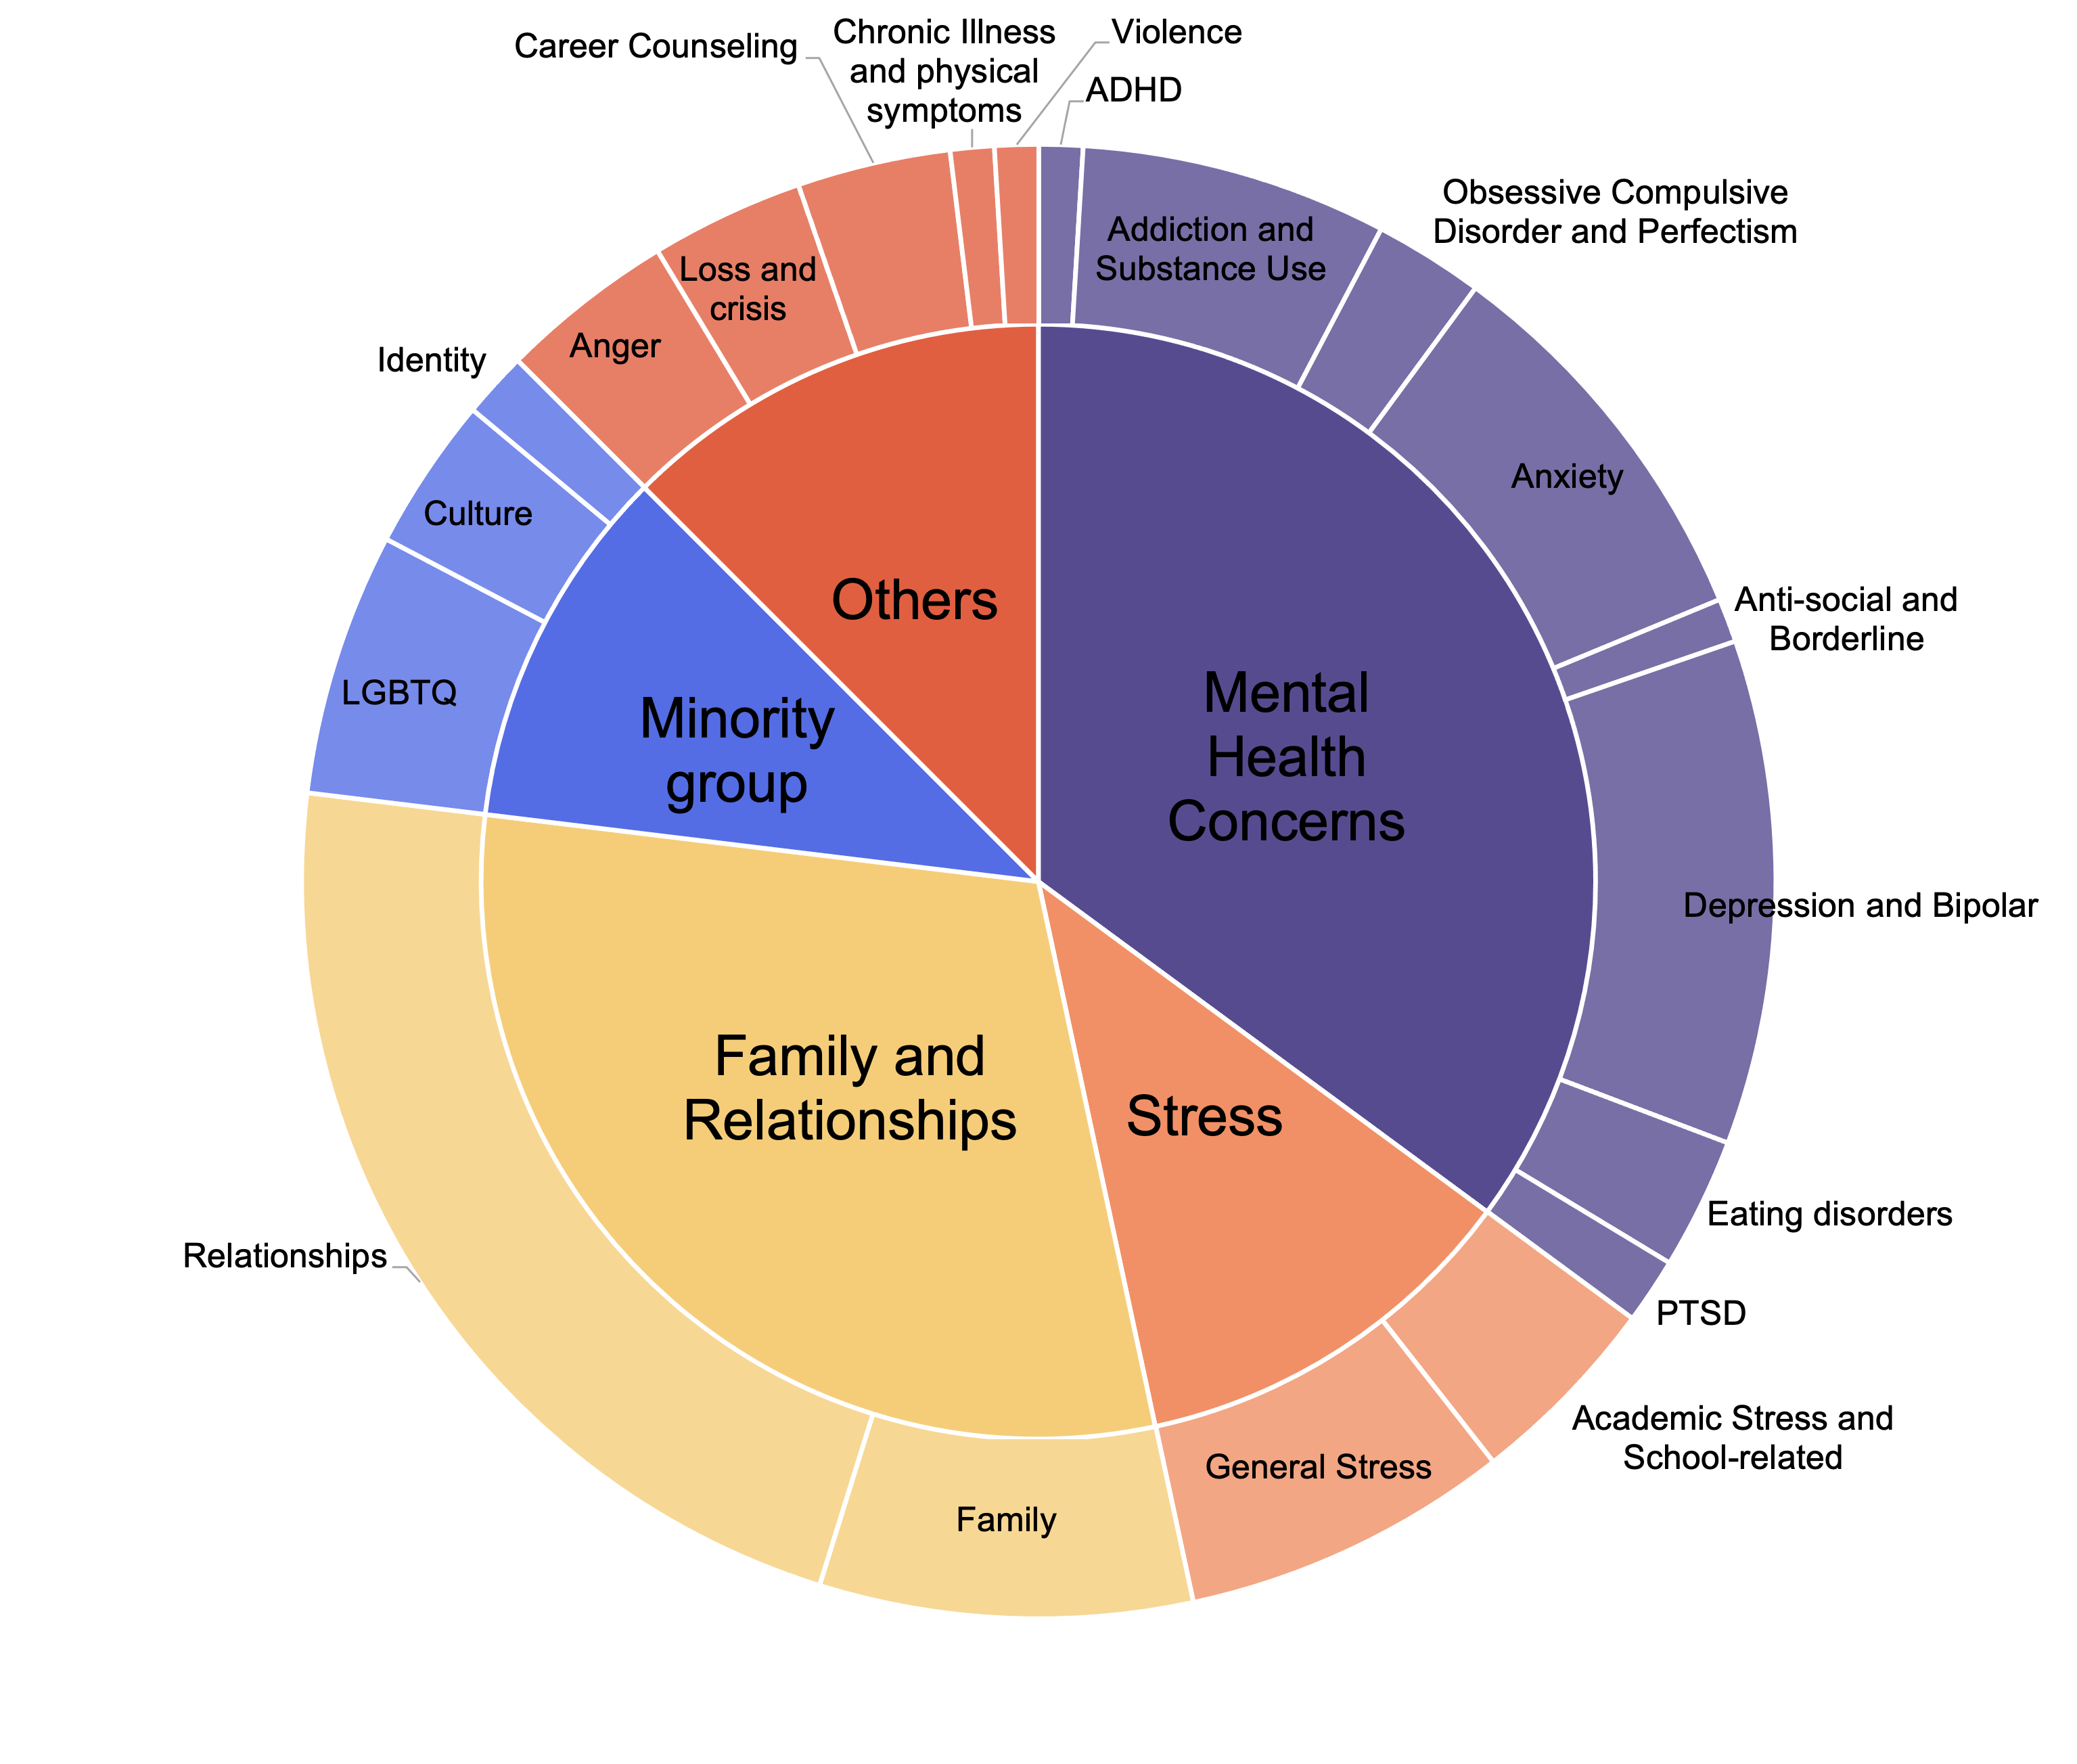 Career Counseling
Chronic Illness
and physical
symptoms
Violence
ADHD
Addiction and
Substance Use
Obsessive Compulsive
Disorder and Perfectism
Loss and
crisis
Anger
Identity
Culture
LGBTQ
Anxiety
Anti-social and
Borderline
Others
Minority
group
Mental
Health
Concerns
Depression and Bipolar
Family and
Relationships
Stress
Eating disorders
Relationships
PTSD
Academic Stress and
School-related
General Stress
Family